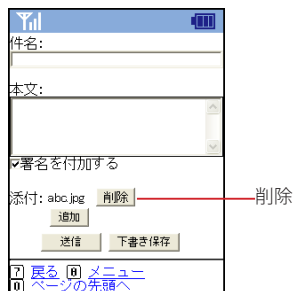 件名:
本文:
署名を付加する
添付: abc.jpg 削除 削除
追加
送信 下書き保存
7 戻る 8 メニュー
0 ページの先頭へ